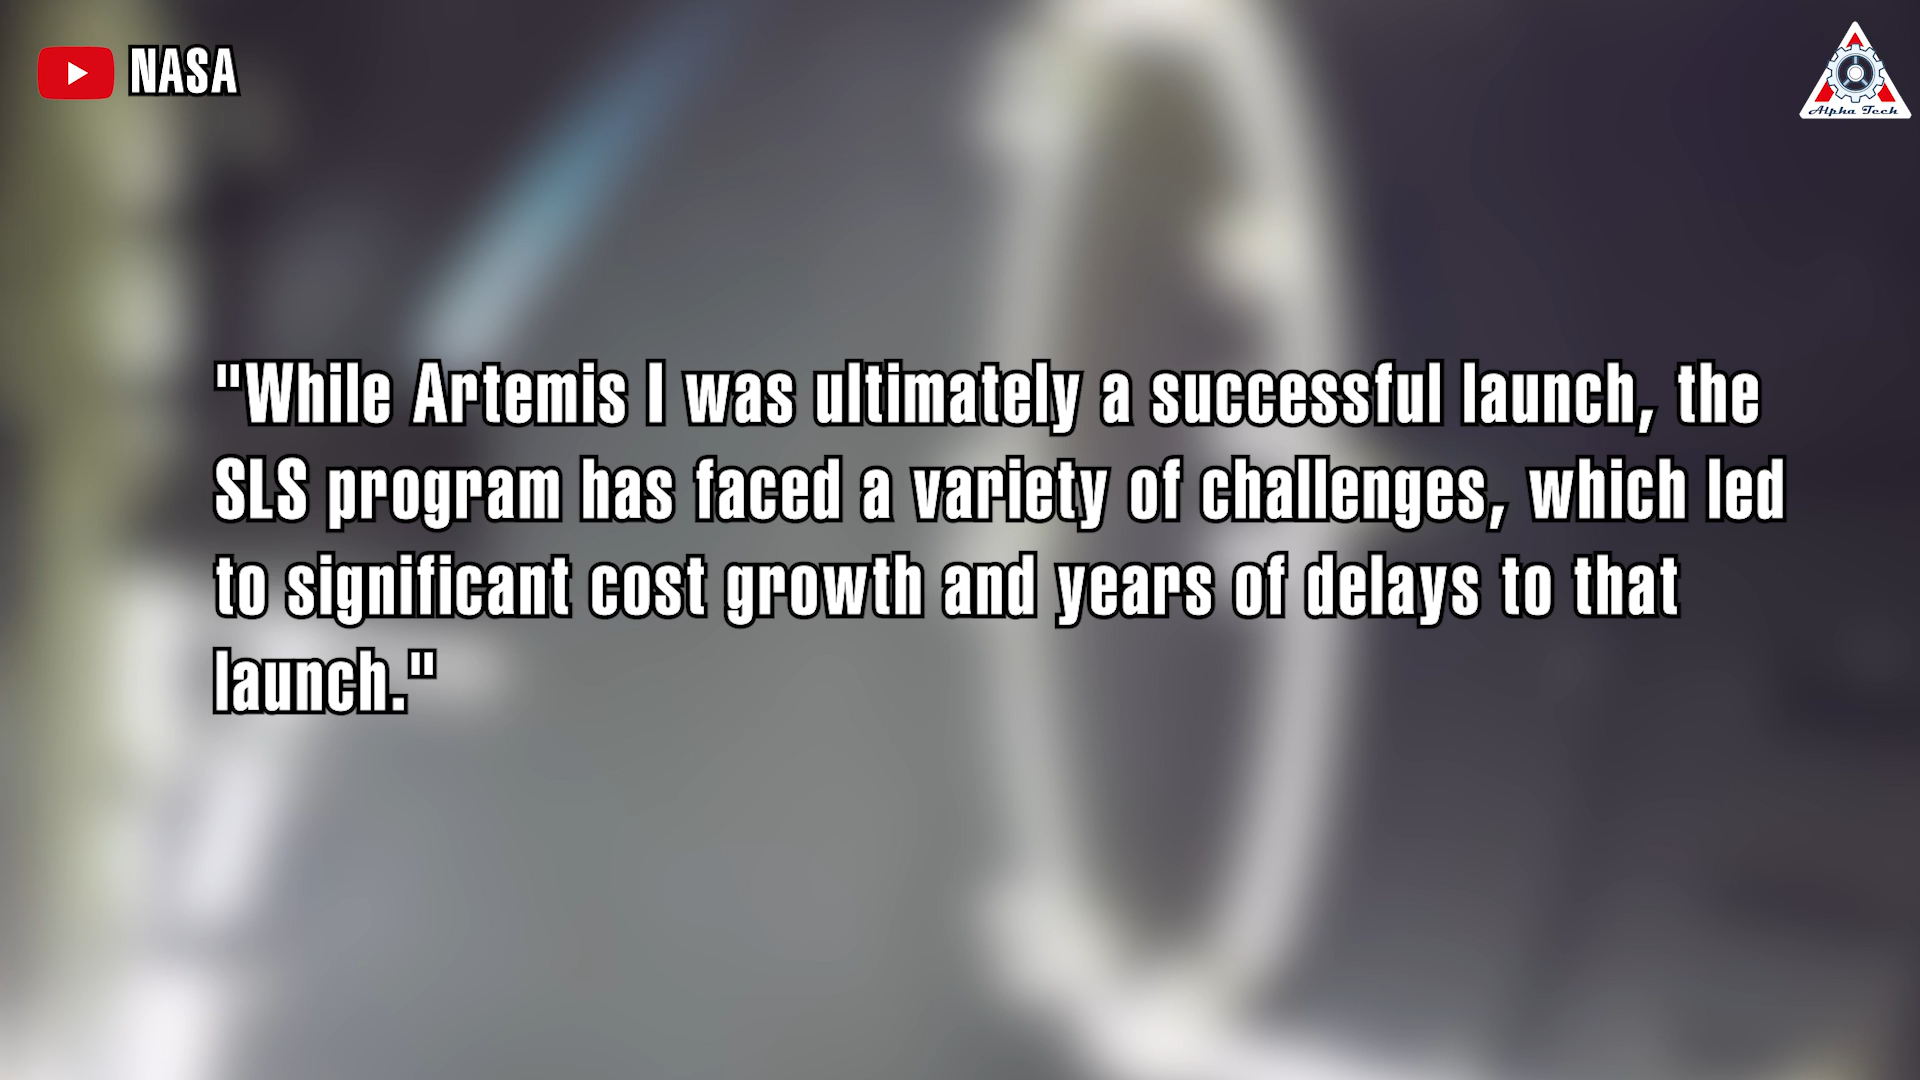 NASA
Alpha Tech
"While Artemis I was ultimately a successful launch, the
SLS program has faced a variety of challenges, which led
to significant cost growth and years of delays to that
launch."